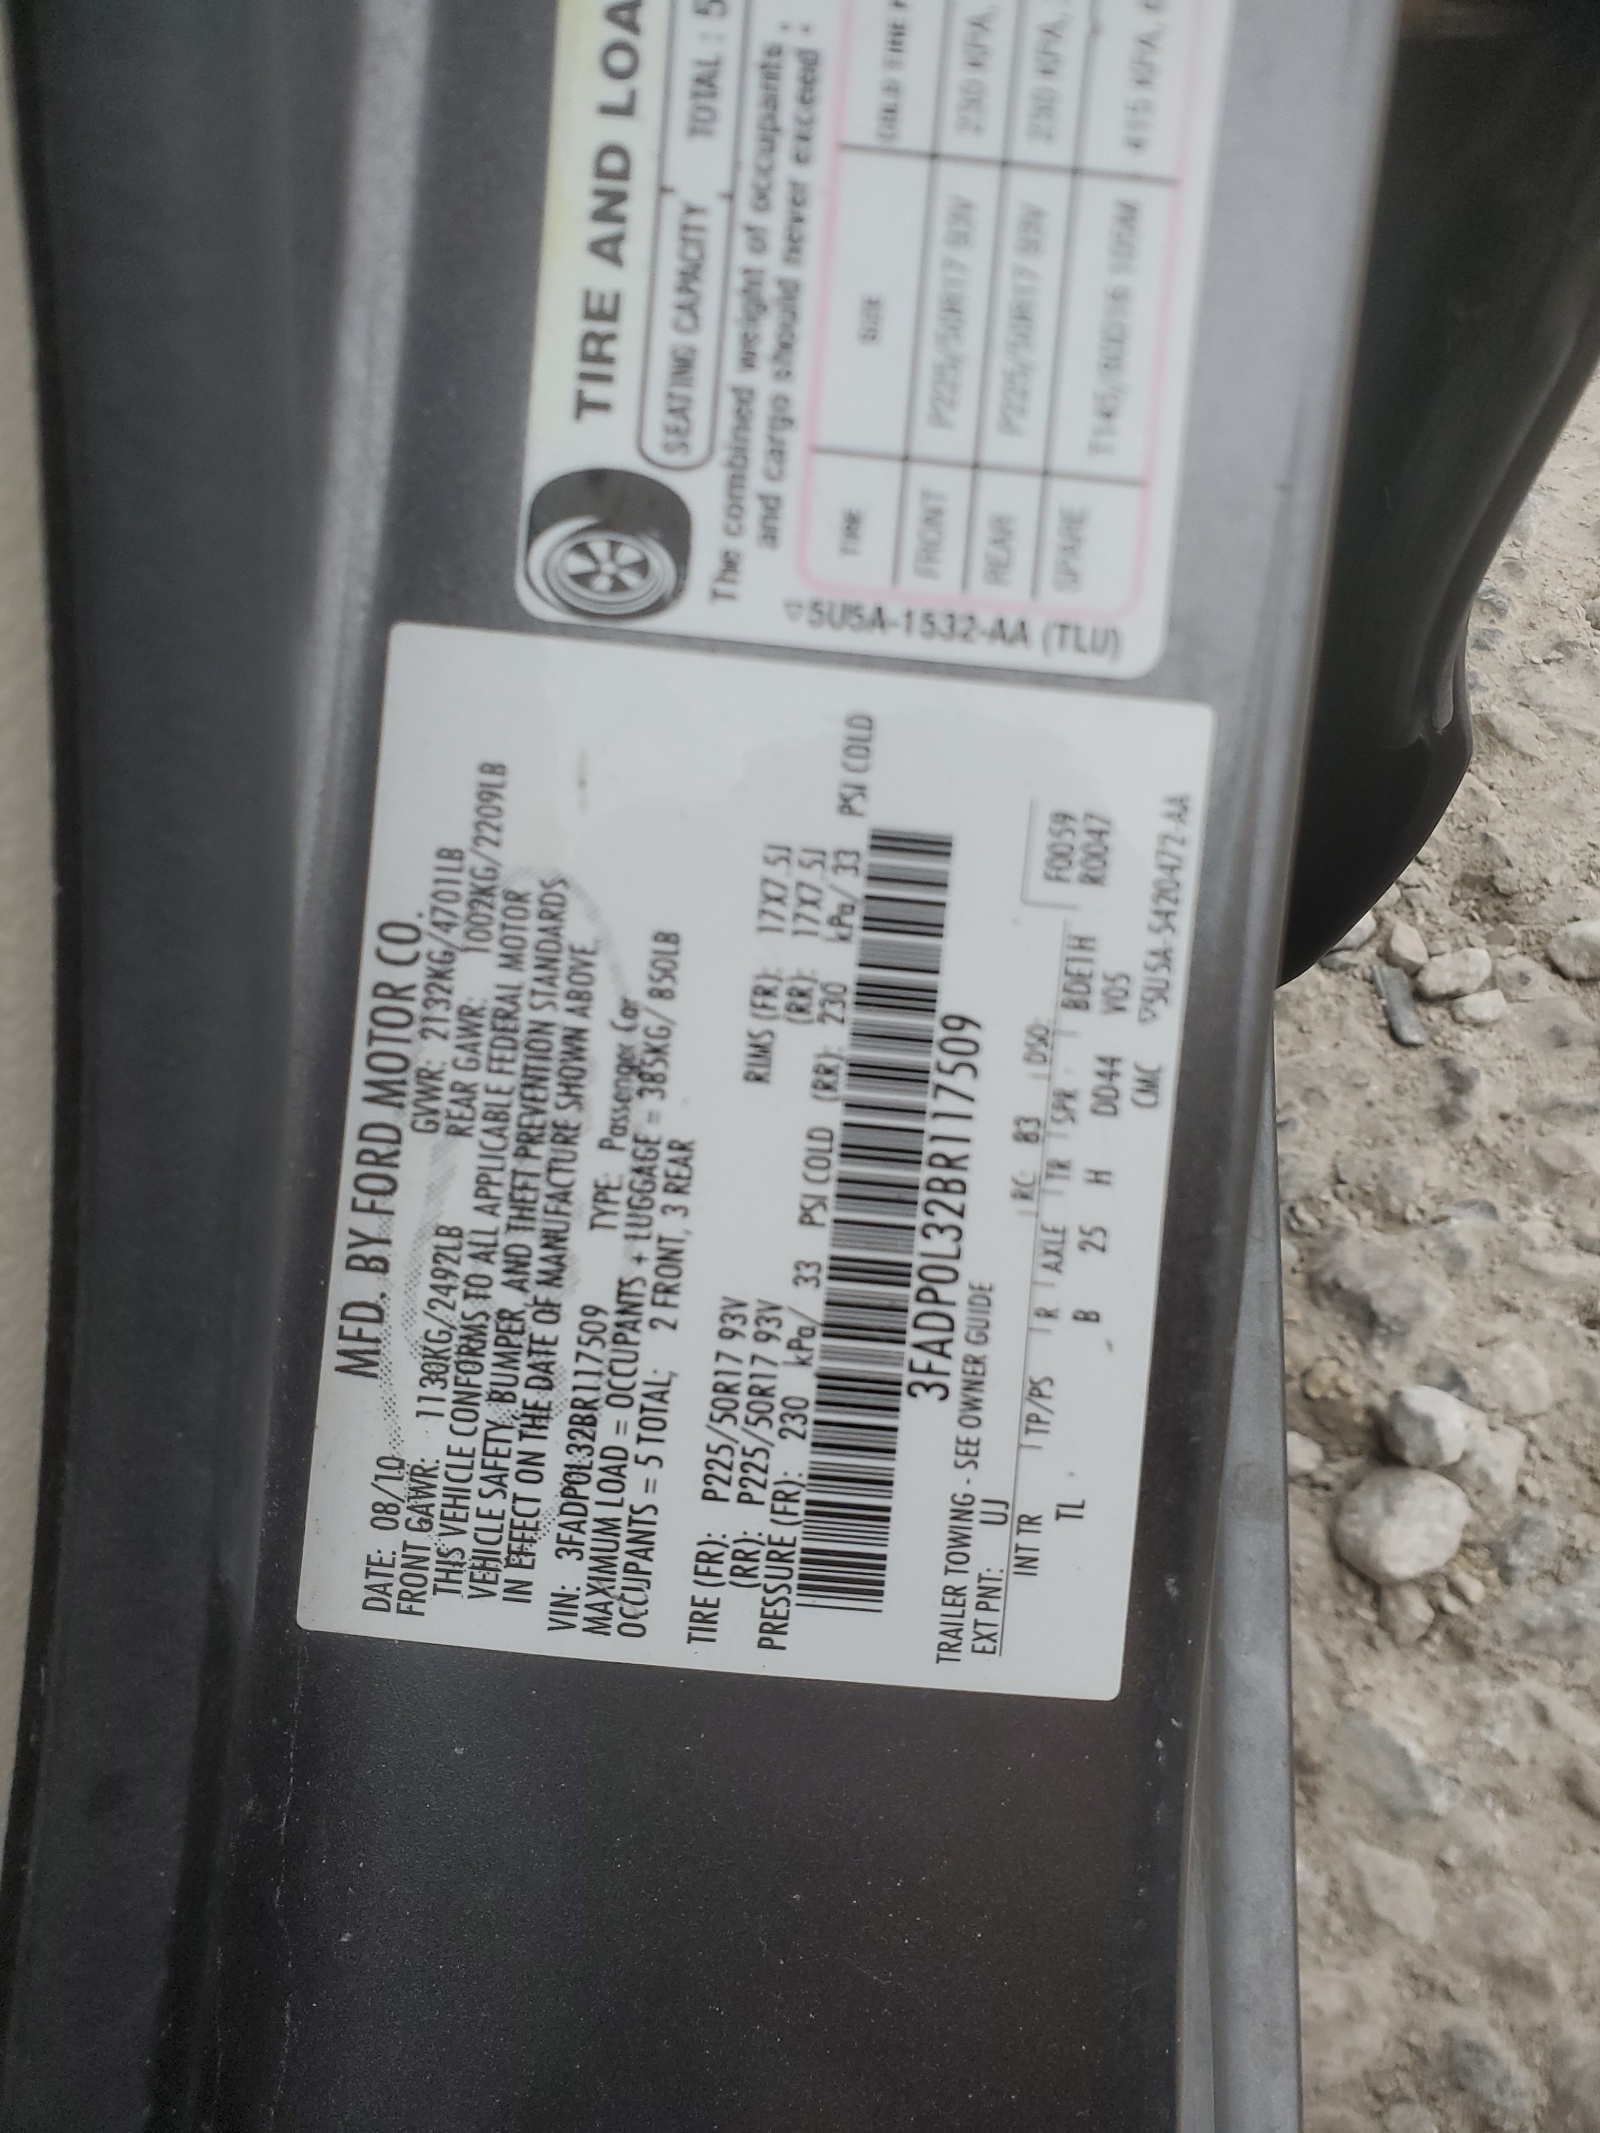 MFD. BY FORD MOTOR CO.
DATE: 08/10 GVWR: 2132KG/4701LB
FRONT GAWR: 1130KG/2492LB REAR GAWR: 1002KG/2209LB
THIS VEHICLE CONFORMS TO ALL APPLICABLE FEDERAL MOTOR
VEHICLE SAFETY, BUMPER, AND THEFT PREVENTION STANDARDS
IN EFFECT ON THE DATE OF MANUFACTURE SHOWN ABOVE.
VIN: 3FADP0L32BR117509 TYPE: Passenger Car
MAXIMUM LOAD = OCCUPANTS + LUGGAGE = 385KG/ 850LB
OCCUPANTS = 5 TOTAL; 2 FRONT, 3 REAR
TIRE (FR): P225/50R17 93V RIMS (FR): 17X7.5J
(RR): P225/50R17 93V (RR): 17X7.5J
PRESSURE (FR): 230 kPa/ 33 PSI COLD (RR): 230 kPa/ 33 PSI COLD
3FADP0L32BR117509
TRAILER TOWING - SEE OWNER GUIDE F0059
EXT PNT: UJ RC: 83 DSO: R0047
INT TR TP/PS R AXLE TR SPR
TL B 25 H DD44 BDE1H V05
CMC ▽5U5A-5420472-AA
TIRE AND LOA
SEATING CAPACITY TOTAL : 5
The combined weight of occupants
and cargo should never exceed :
TIRE SIZE COLD TIRE
FRONT P225/50R17 93V 230 KPA,
REAR P225/50R17 93V 230 KPA,
SPARE T145/80D16 105M 415 KPA,
▽5U5A-1532-AA (TLU)